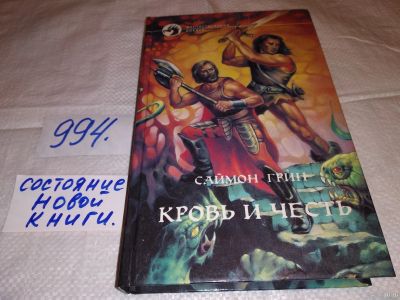 994.
состояние
новой
книги.
САЙМОН ГРИН
КРОВЬ И ЧЕСТЬ